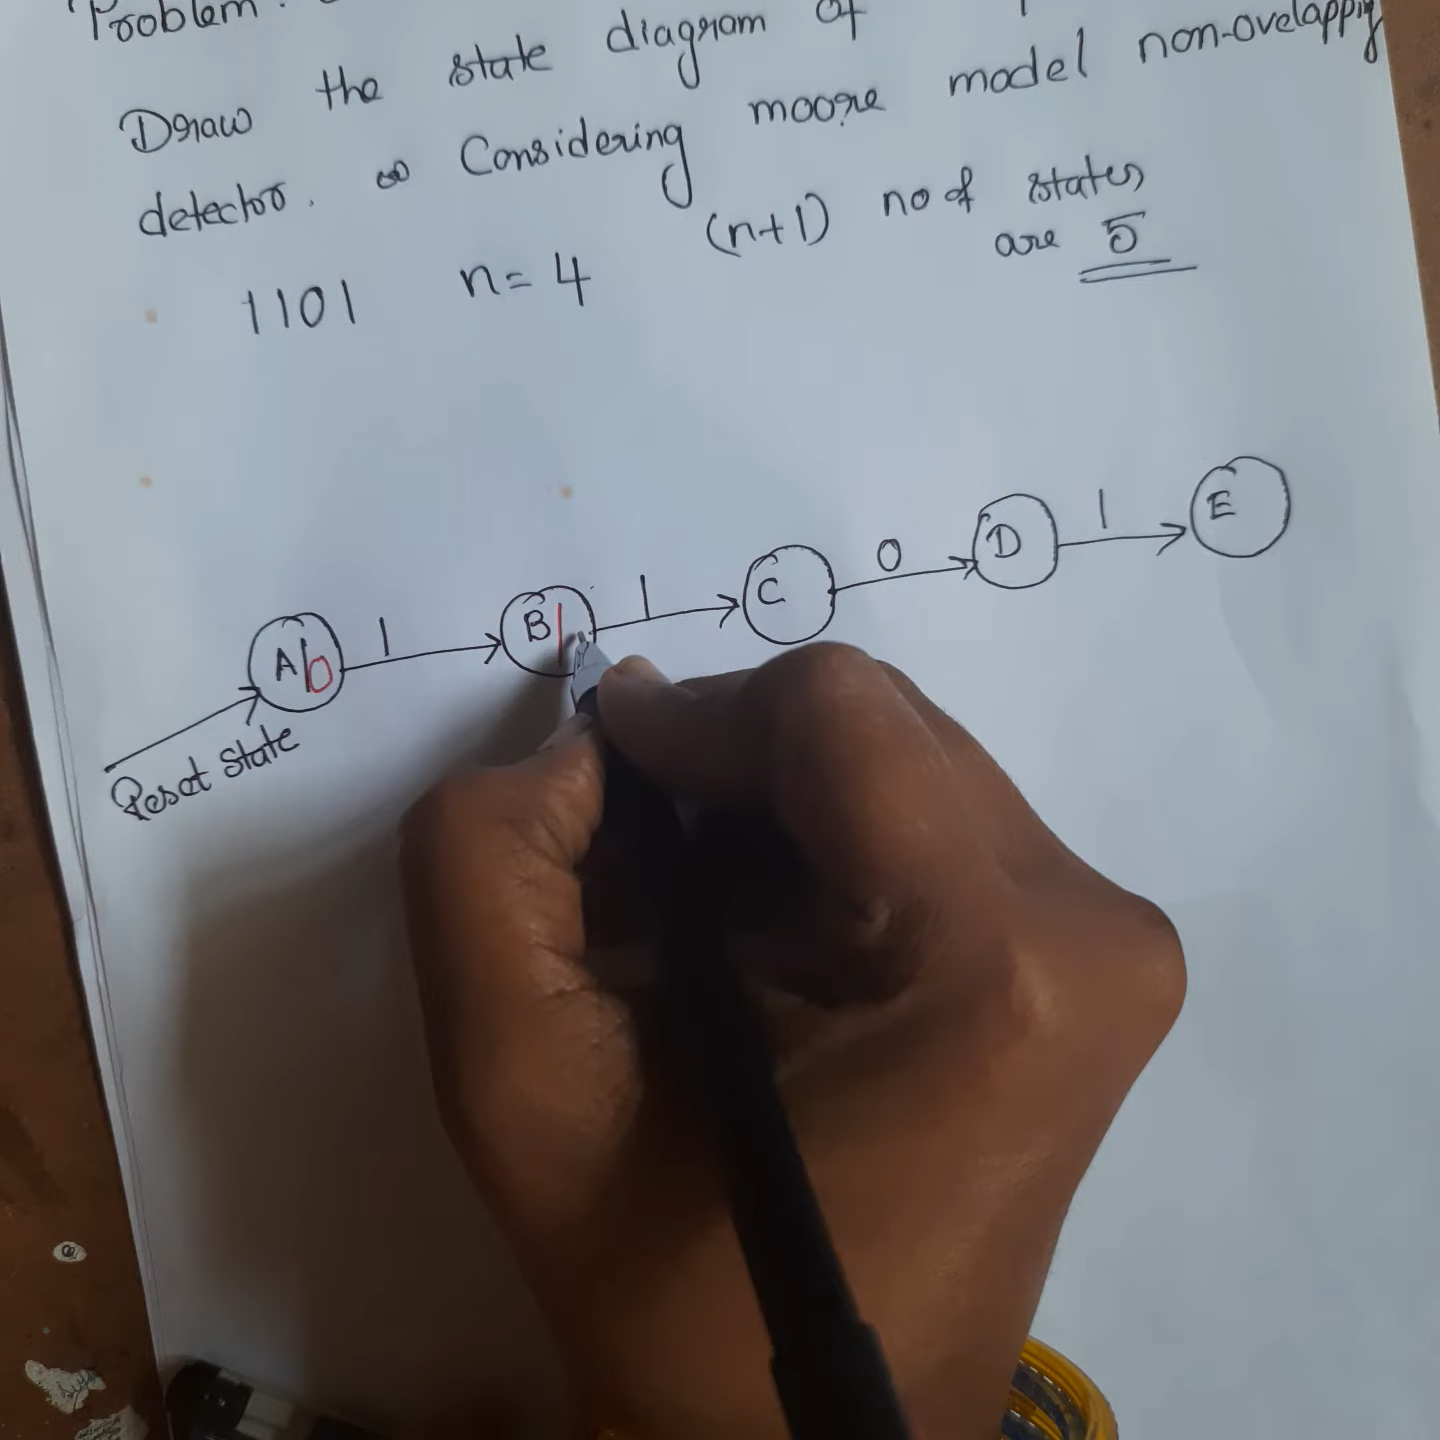 Problem
Draw the state diagram of
detector. Considering moore model non-ovelapping
1101 n=4 (n+1) no of states
are 5
A/0 1 B/ 1 C 0 D 1 E
Reset State